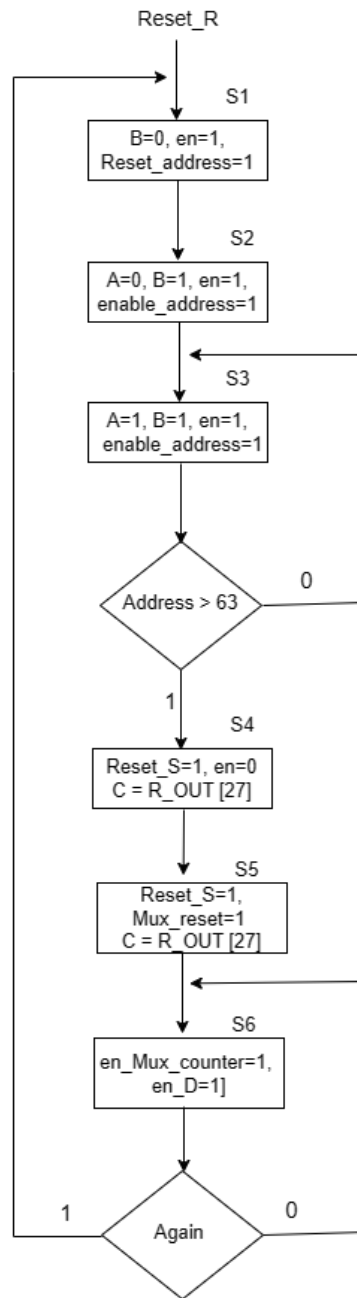 Reset_R
S1
B=0, en=1,
Reset_address=1
S2
A=0, B=1, en=1,
enable_address=1
S3
A=1, B=1, en=1,
enable_address=1
Address > 63
0
1
S4
Reset_S=1, en=0
C = R_OUT [27]
S5
Reset_S=1,
Mux_reset=1
C = R_OUT [27]
S6
en_Mux_counter=1,
en_D=1]
1
Again
0